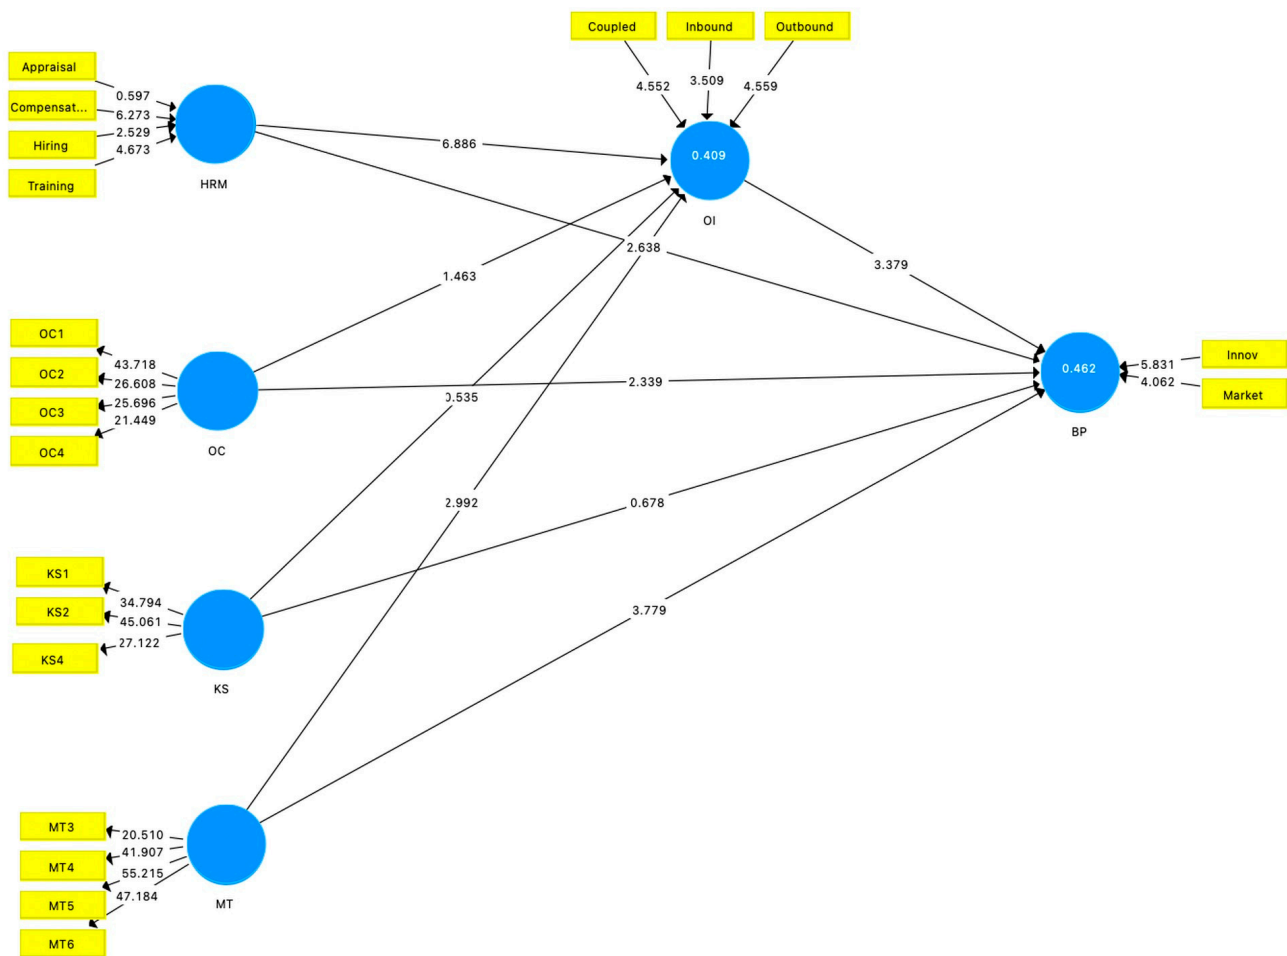 Coupled
Inbound
Outbound
4.552
3.509
4.559
Appraisal
Compensat...
Hiring
Training
0.597
6.273
2.529
4.673
HRM
6.886
0.409
OI
2.638
3.379
1.463
OC1
OC2
OC3
OC4
43.718
26.608
25.696
21.449
OC
2.339
0.535
0.462
BP
5.831
4.062
Innov
Market
2.992
0.678
KS1
KS2
KS4
34.794
45.061
27.122
KS
3.779
MT3
MT4
MT5
MT6
20.510
41.907
55.215
47.184
MT